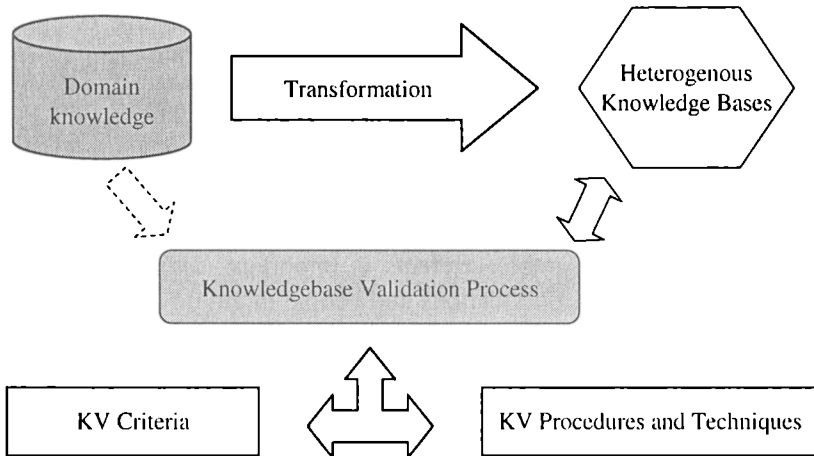 Domain
knowledge
Transformation
Heterogenous
Knowledge Bases
Knowledgebase Validation Process
KV Criteria
KV Procedures and Techniques